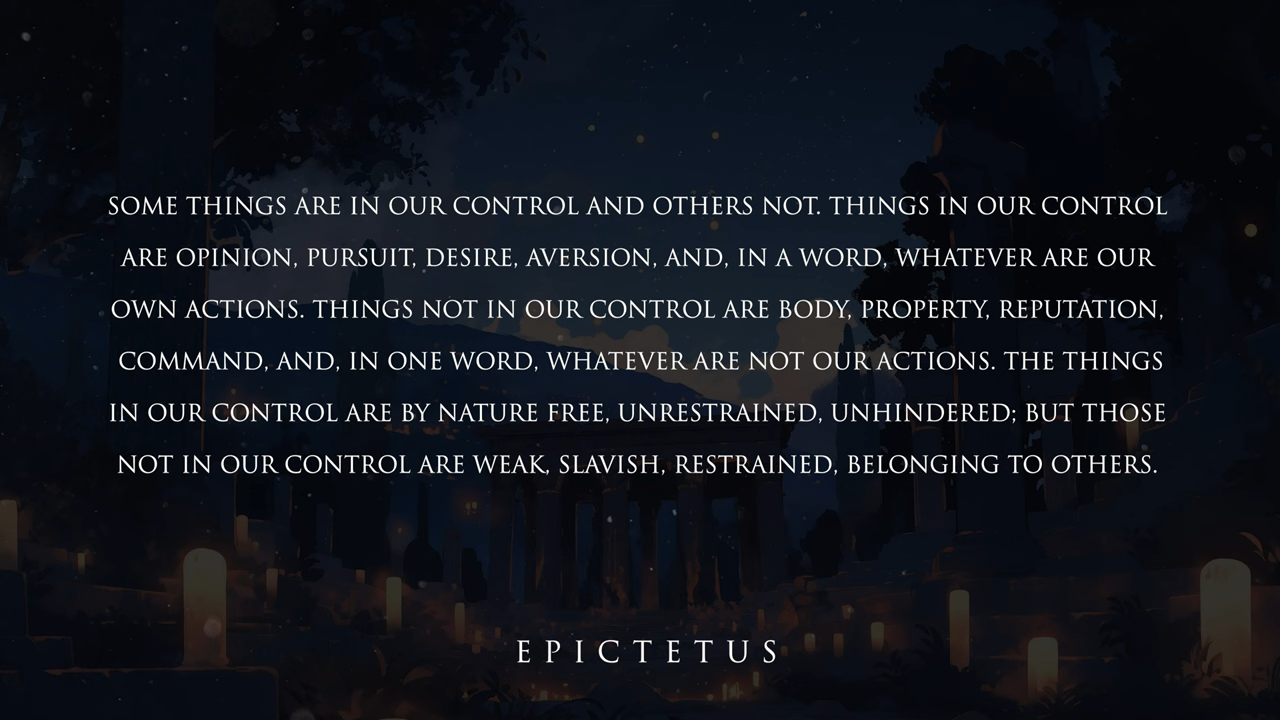 SOME THINGS ARE IN OUR CONTROL AND OTHERS NOT. THINGS IN OUR CONTROL
ARE OPINION, PURSUIT, DESIRE, AVERSION, AND, IN A WORD, WHATEVER ARE OUR
OWN ACTIONS. THINGS NOT IN OUR CONTROL ARE BODY, PROPERTY, REPUTATION,
COMMAND, AND, IN ONE WORD, WHATEVER ARE NOT OUR ACTIONS. THE THINGS
IN OUR CONTROL ARE BY NATURE FREE, UNRESTRAINED, UNHINDERED; BUT THOSE
NOT IN OUR CONTROL ARE WEAK, SLAVISH, RESTRAINED, BELONGING TO OTHERS.
EPICTETUS